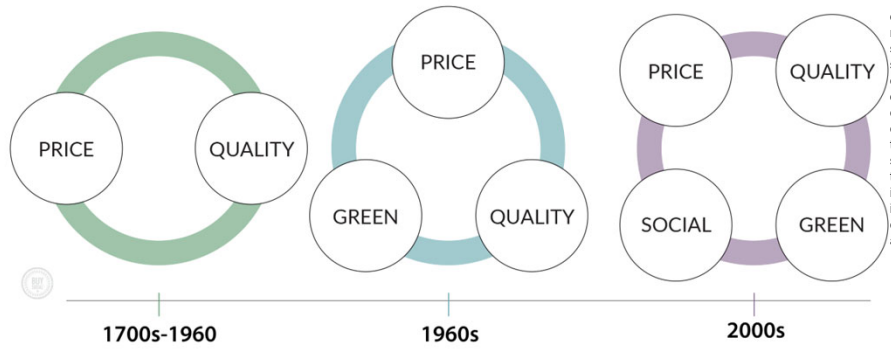 PRICE
QUALITY
PRICE
GREEN
QUALITY
PRICE
QUALITY
SOCIAL
GREEN
1700s-1960
1960s
2000s